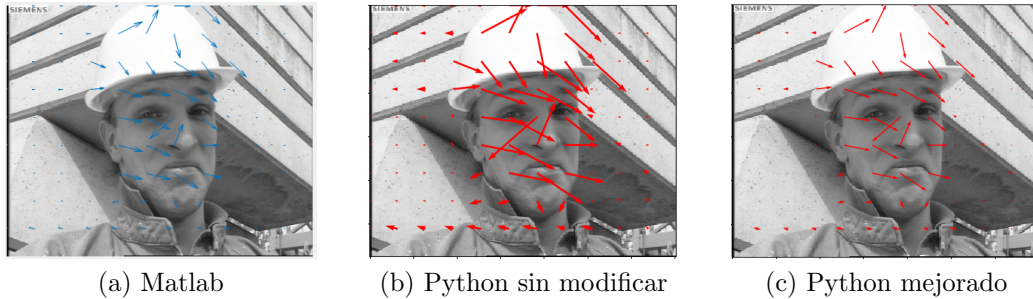 SIEMENS
SIEMENS
SIEMENS
(a) Matlab
(b) Python sin modificar
(c) Python mejorado